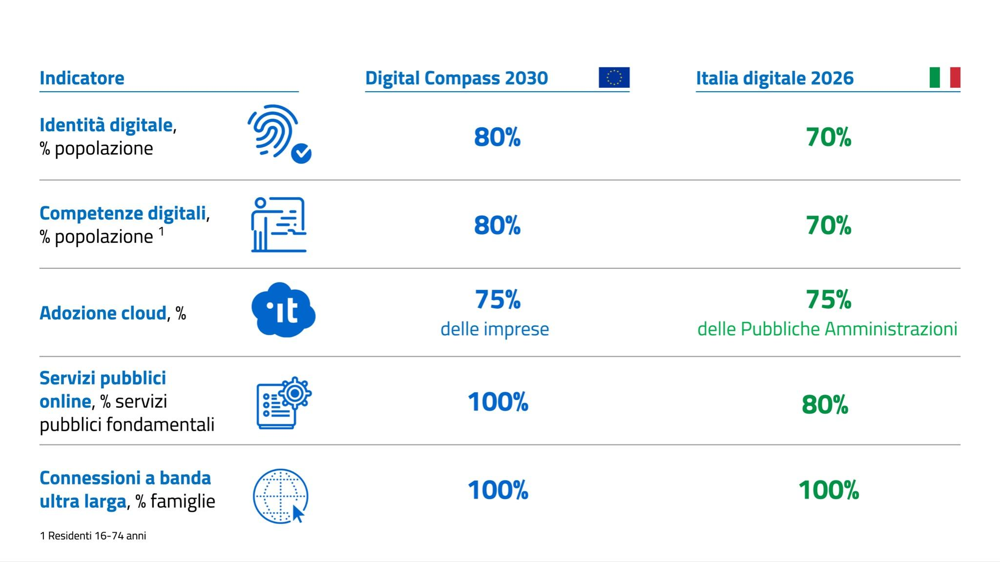 Indicatore
Digital Compass 2030
Italia digitale 2026
Identità digitale,
% popolazione
80%
70%
Competenze digitali,
% popolazione 1
80%
70%
Adozione cloud, %
it
75%
delle imprese
75%
delle Pubbliche Amministrazioni
Servizi pubblici
online, % servizi
pubblici fondamentali
100%
80%
Connessioni a banda
ultra larga, % famiglie
100%
100%
1 Residenti 16-74 anni